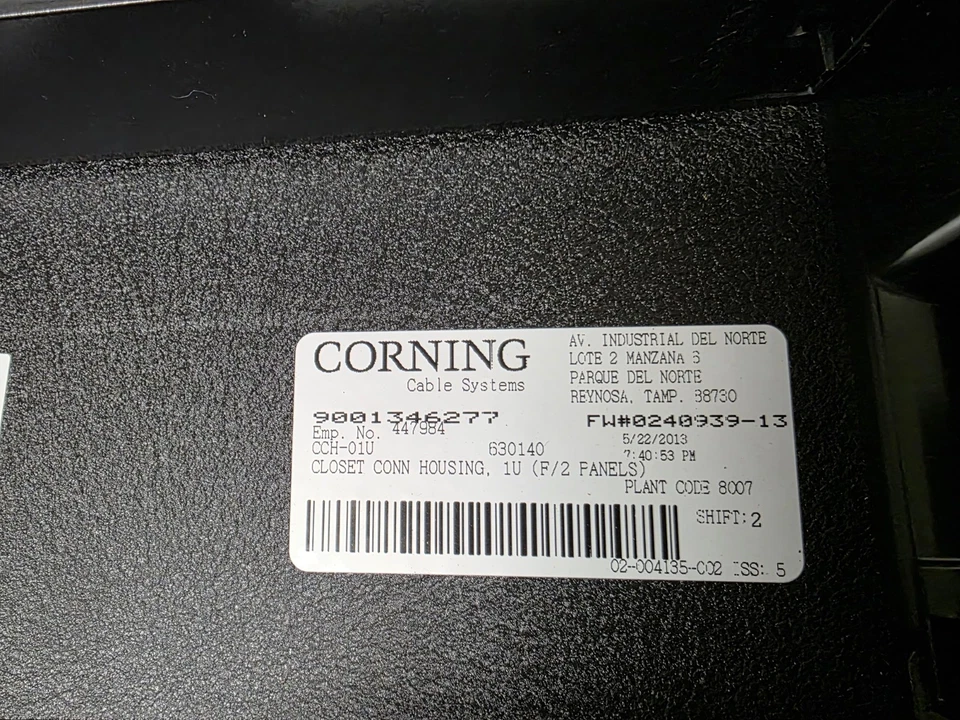 CORNING
Cable Systems
AV. INDUSTRIAL DEL NORTE
LOTE 2 MANZANA 6
PARQUE DEL NORTE
REYNOSA, TAMP. 88730
9001346277
FW#0240939-13
Emp. No. 447984
5/22/2013
CCH-01U 630140
7:40:53 PM
CLOSET CONN HOUSING, 1U (F/2 PANELS)
PLANT CODE 8007
SHIFT: 2
02-004135-002 ISS: 5